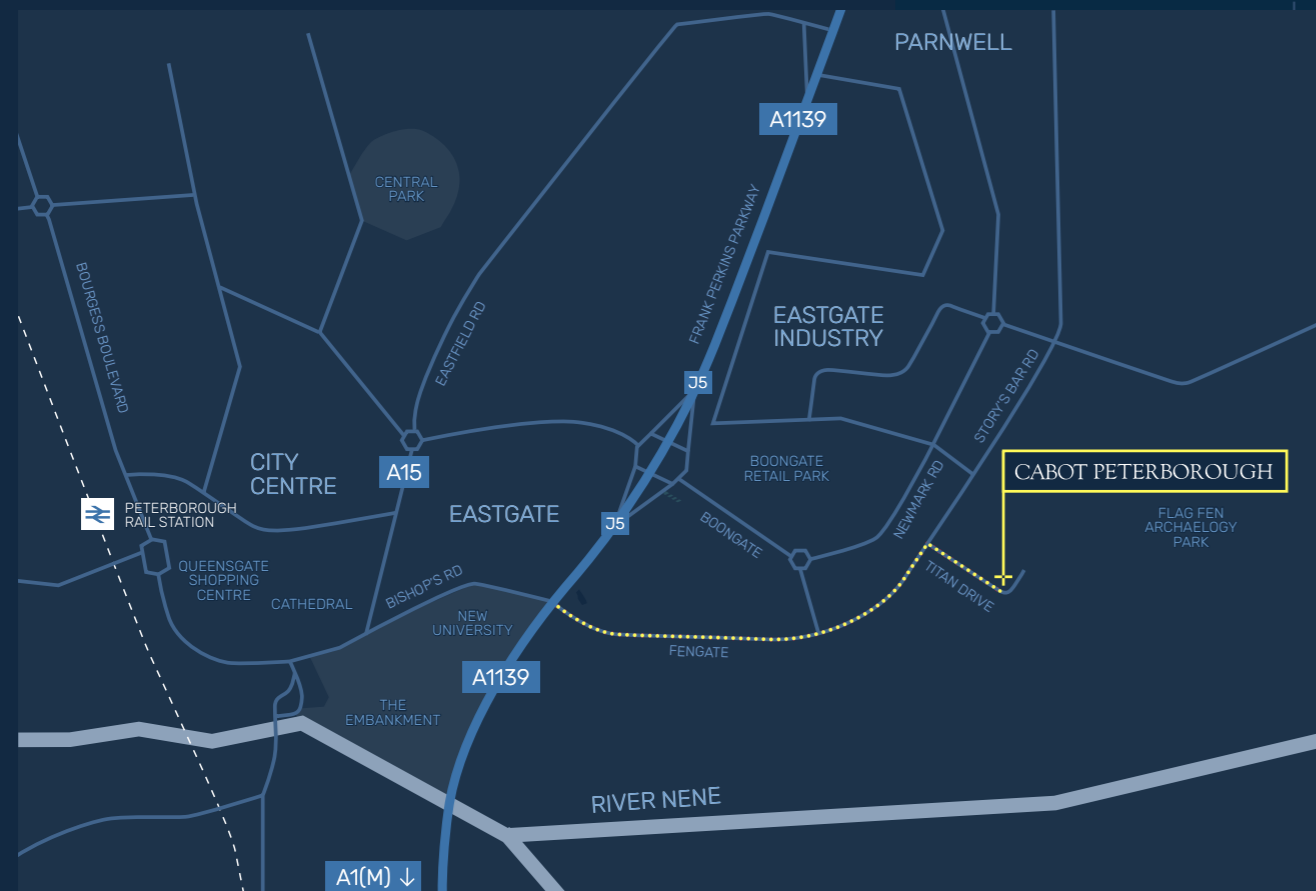 PARNWELL
A1139
CENTRAL
PARK
FRANK PERKINS PARKWAY
BOURGESS BOULEVARD
EASTFIELD RD
EASTGATE
INDUSTRY
J5
STORY'S BAR RD
CITY
CENTRE
A15
BOONGATE
RETAIL PARK
CABOT PETERBOROUGH
NEWMARK RD
PETERBOROUGH
RAIL STATION
EASTGATE
J5
BOONGATE
FLAG FEN
ARCHAELOGY
PARK
QUEENSGATE
SHOPPING
CENTRE
CATHEDRAL
BISHOP'S RD
TITAN DRIVE
NEW
UNIVERSITY
FENGATE
A1139
THE
EMBANKMENT
RIVER NENE
A1(M) ↓